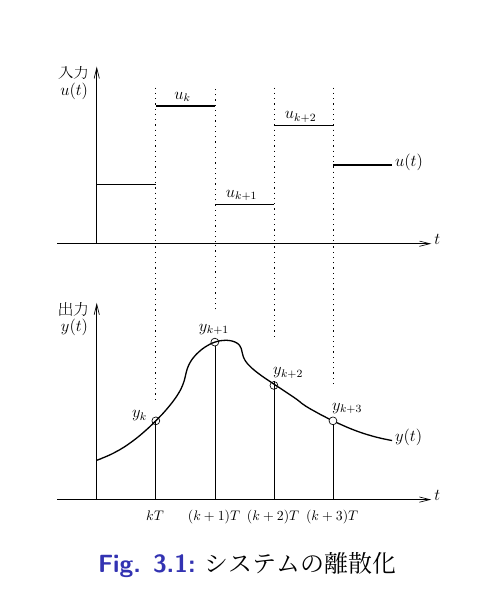 入力
u(t)
u_k
u_{k+2}
u(t)
u_{k+1}
t
出力
y(t)
y_{k+1}
y_{k+2}
y_k
y_{k+3}
y(t)
t
kT (k + 1)T (k + 2)T (k + 3)T
Fig. 3.1: システムの離散化